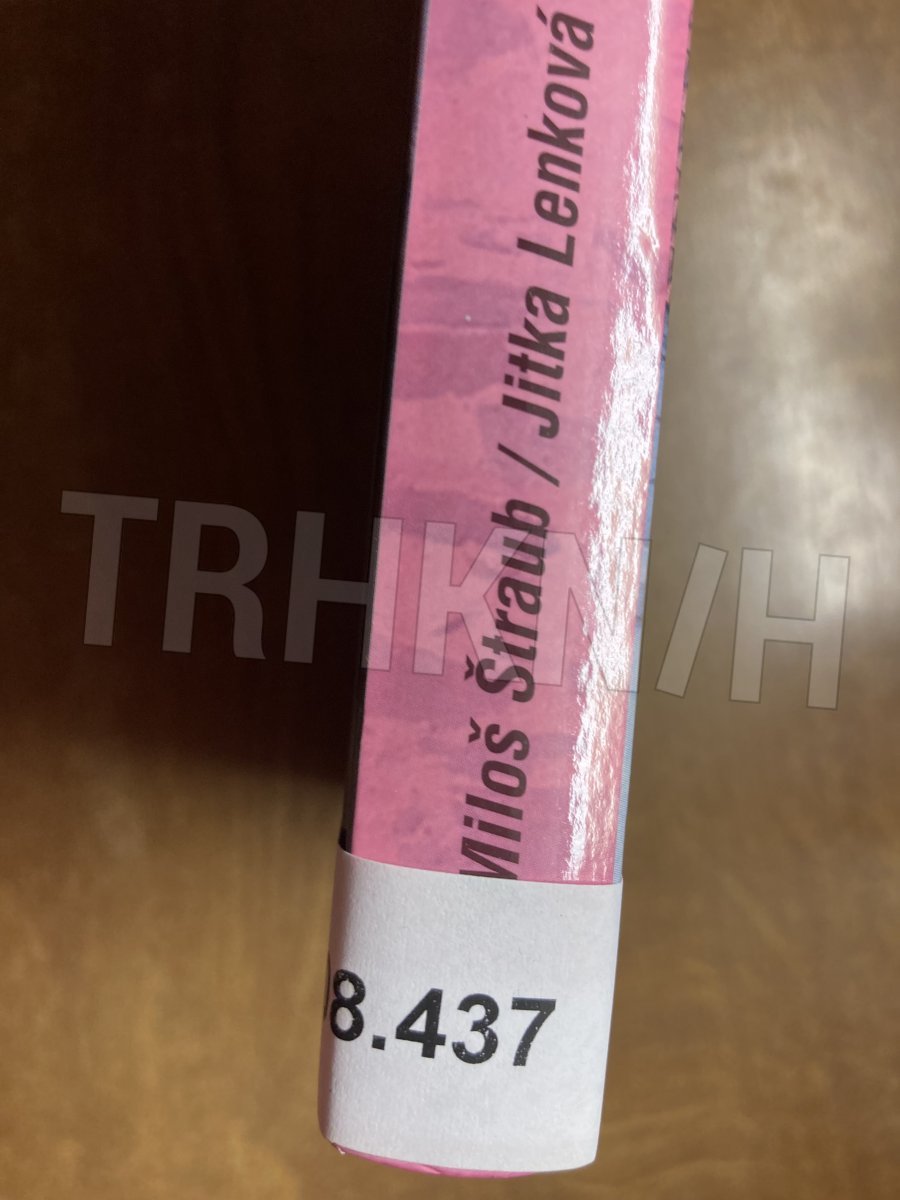 Miloš Štraub / Jitka Lenková
TRHKNIH
8.437